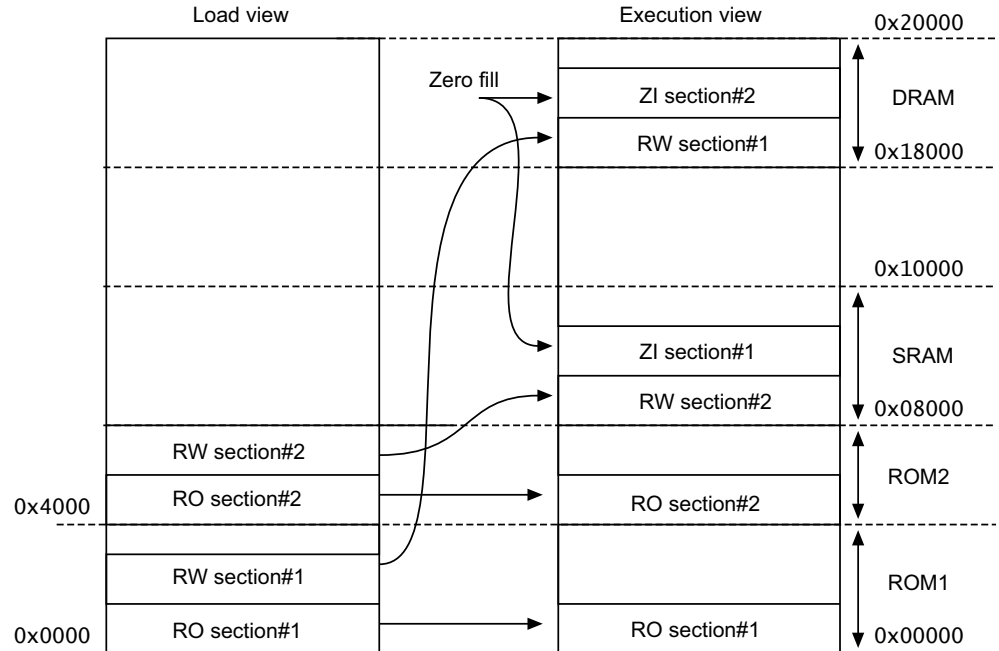 Load view
Execution view
0x20000
Zero fill
ZI section#2
DRAM
RW section#1
0x18000
0x10000
ZI section#1
SRAM
RW section#2
0x08000
RW section#2
ROM2
0x4000
RO section#2
RO section#2
RW section#1
ROM1
0x0000
RO section#1
RO section#1
0x00000